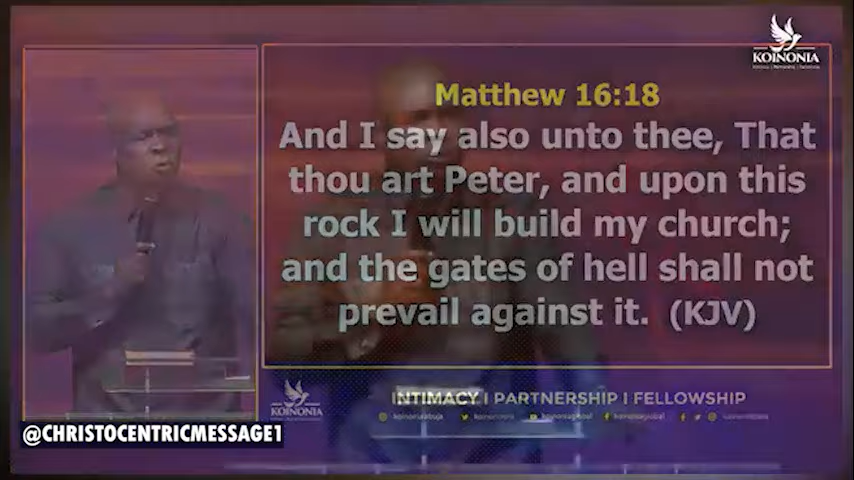 KOINONIA
Matthew 16:18
And I say also unto thee, That
thou art Peter, and upon this
rock I will build my church;
and the gates of hell shall not
prevail against it. (KJV)
KOINONIA
INTIMACY I PARTNERSHIP I FELLOWSHIP
@CHRISTOCENTRICMESSAGE1